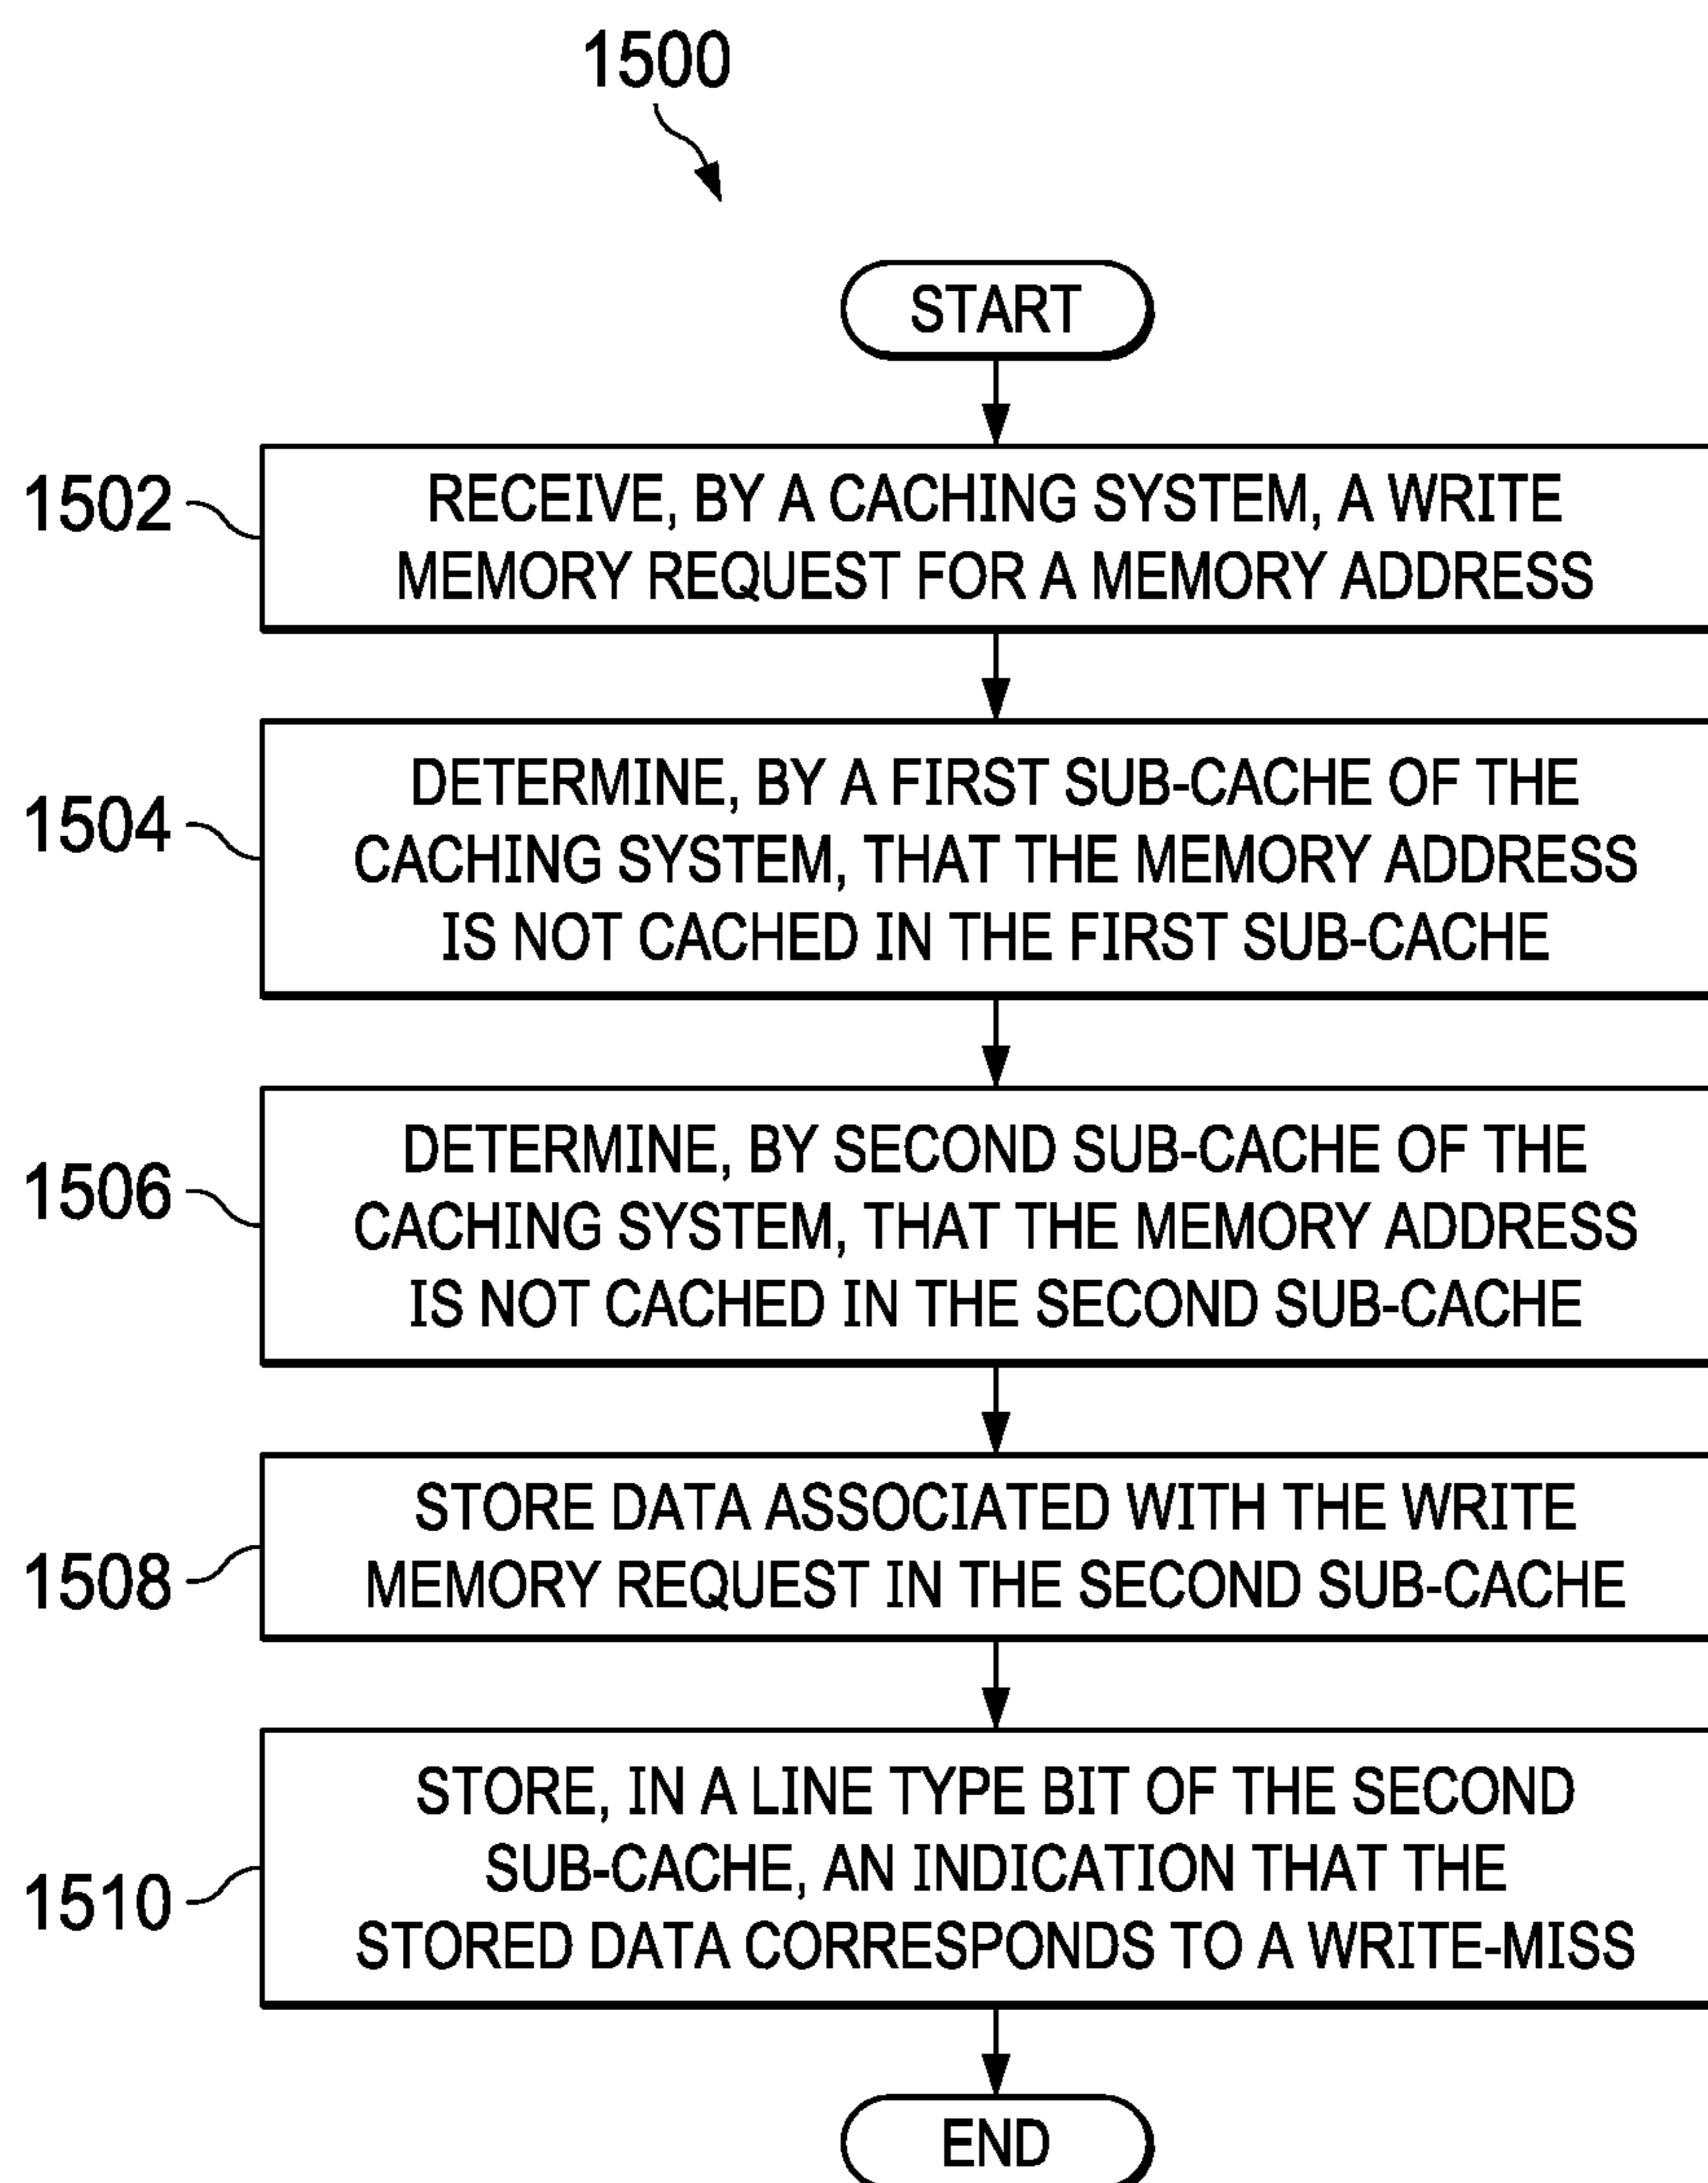 1500
START
1502
RECEIVE, BY A CACHING SYSTEM, A WRITE
MEMORY REQUEST FOR A MEMORY ADDRESS
1504
DETERMINE, BY A FIRST SUB-CACHE OF THE
CACHING SYSTEM, THAT THE MEMORY ADDRESS
IS NOT CACHED IN THE FIRST SUB-CACHE
1506
DETERMINE, BY SECOND SUB-CACHE OF THE
CACHING SYSTEM, THAT THE MEMORY ADDRESS
IS NOT CACHED IN THE SECOND SUB-CACHE
1508
STORE DATA ASSOCIATED WITH THE WRITE
MEMORY REQUEST IN THE SECOND SUB-CACHE
1510
STORE, IN A LINE TYPE BIT OF THE SECOND
SUB-CACHE, AN INDICATION THAT THE
STORED DATA CORRESPONDS TO A WRITE-MISS
END